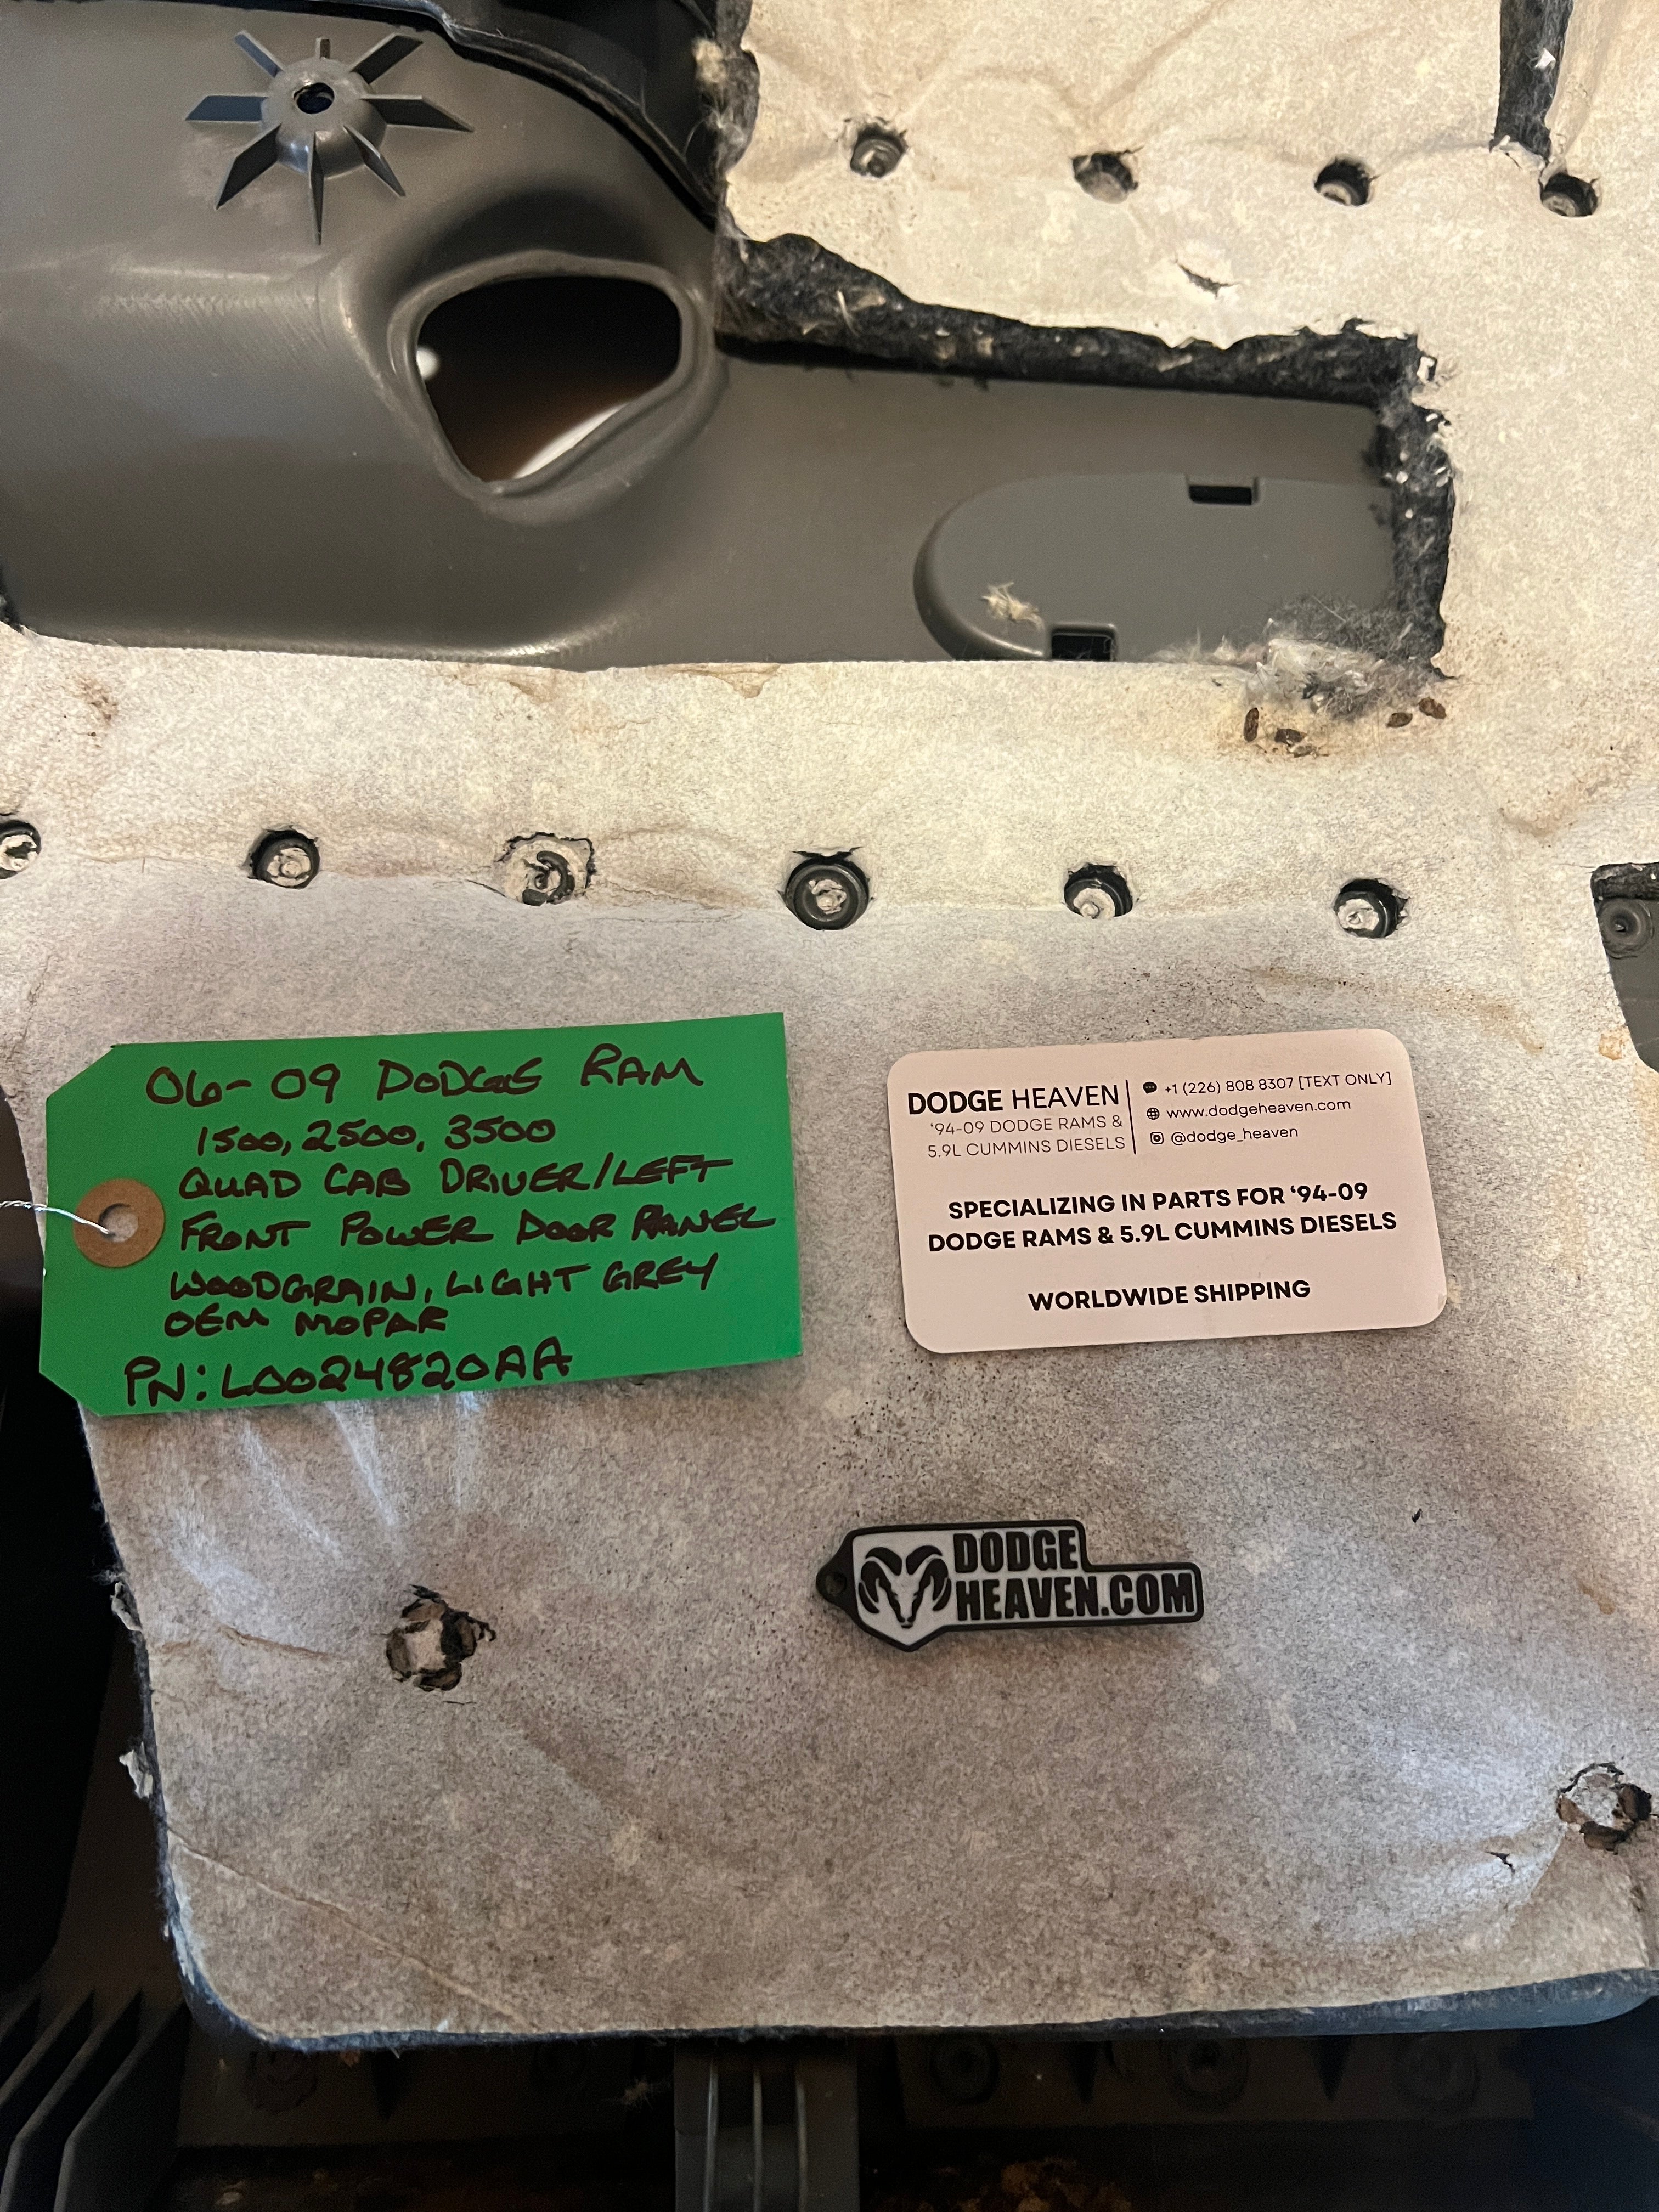 06-09 DODGE RAM
1500, 2500, 3500
QUAD CAB DRIVER/LEFT
FRONT POWER DOOR PANEL
WOODGRAIN, LIGHT GREY
OEM MOPAR
PN: L0024820AA
DODGE HEAVEN
'94-09 DODGE RAMS &
5.9L CUMMINS DIESELS
+1 (226) 808 8307 [TEXT ONLY]
www.dodgeheaven.com
@dodge_heaven
SPECIALIZING IN PARTS FOR '94-09
DODGE RAMS & 5.9L CUMMINS DIESELS
WORLDWIDE SHIPPING
DODGE
HEAVEN.COM